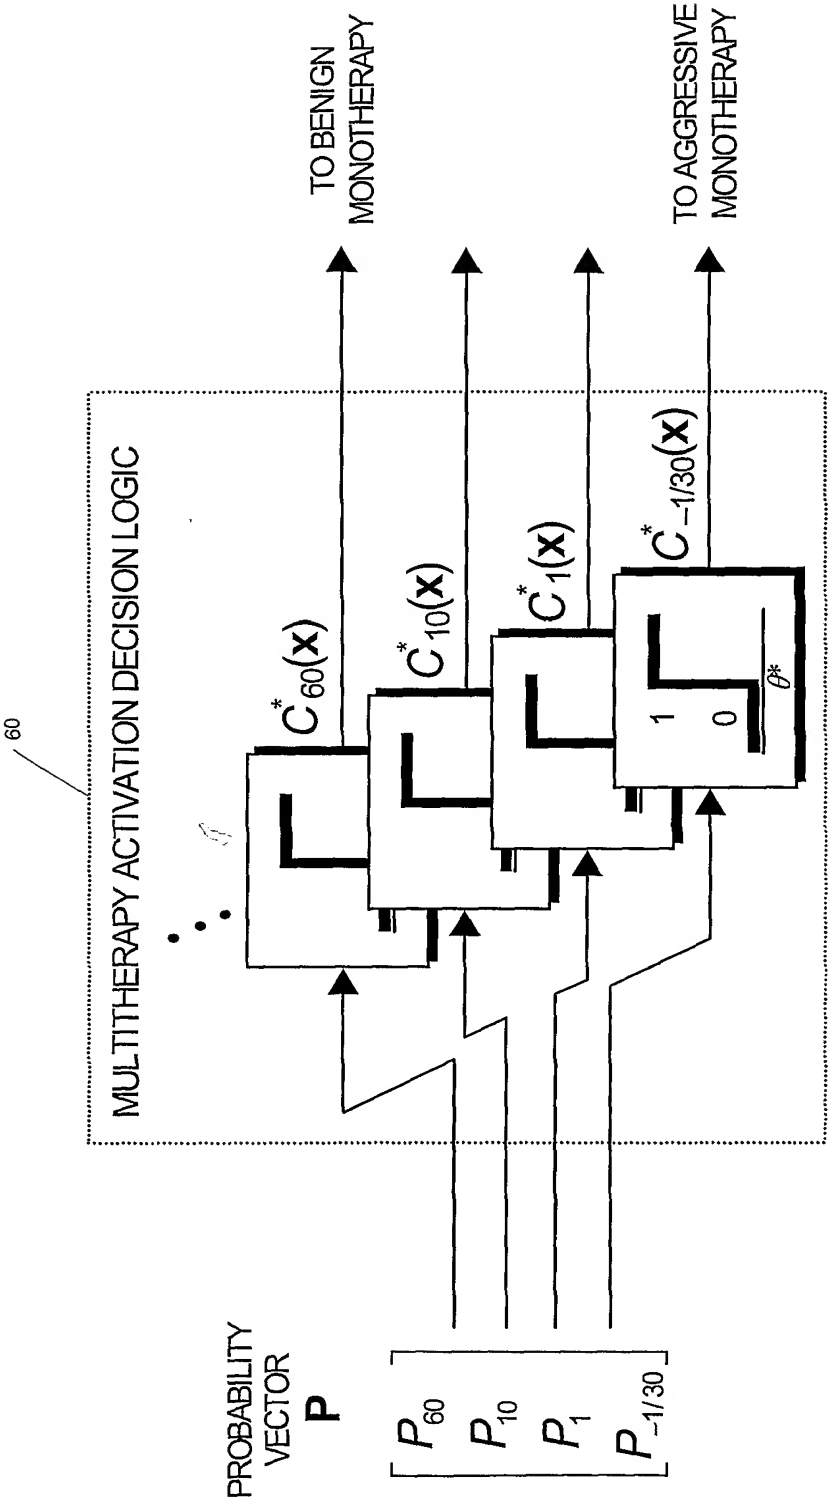 60
MULTITHERAPY ACTIVATION DECISION LOGIC
PROBABILITY
VECTOR
P
P60
P10
P1
P–1/30
C*60(x)
C*10(x)
C*1(x)
C*–1/30(x)
1
0
θ*
TO BENIGN
MONOTHERAPY
TO AGGRESSIVE
MONOTHERAPY